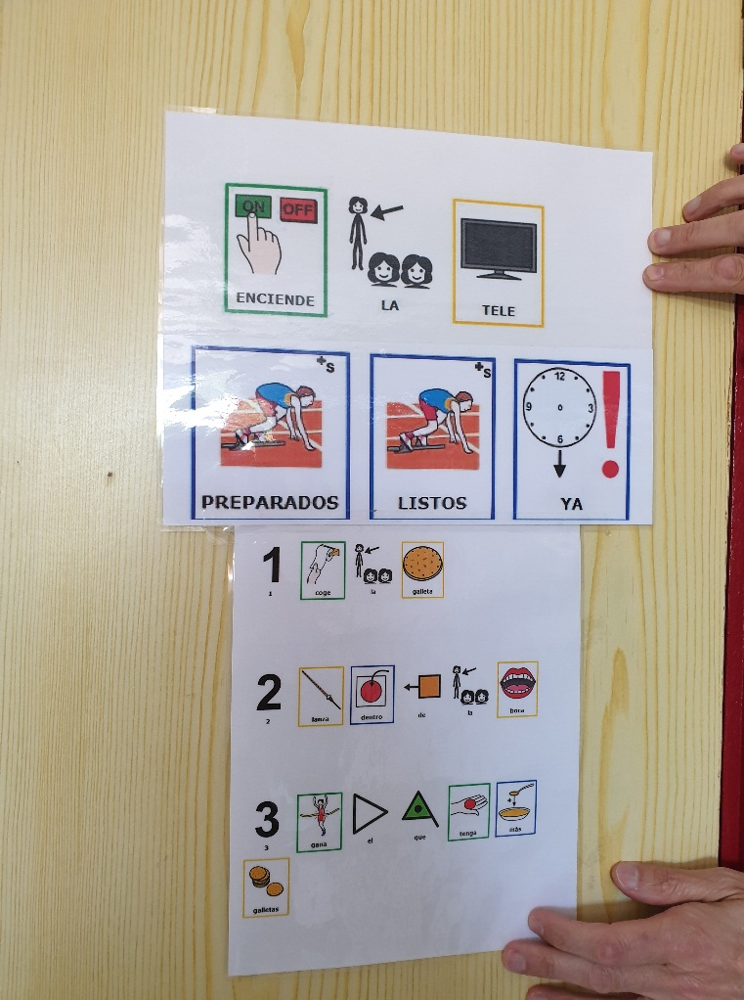 ON OFF
ENCIENDE LA TELE
+s +s 12 3 6 9 !
PREPARADOS LISTOS YA
1
1 coge la galleta
2
2 lanza dentro de la boca
3
3 gana el que tenga más
galletas